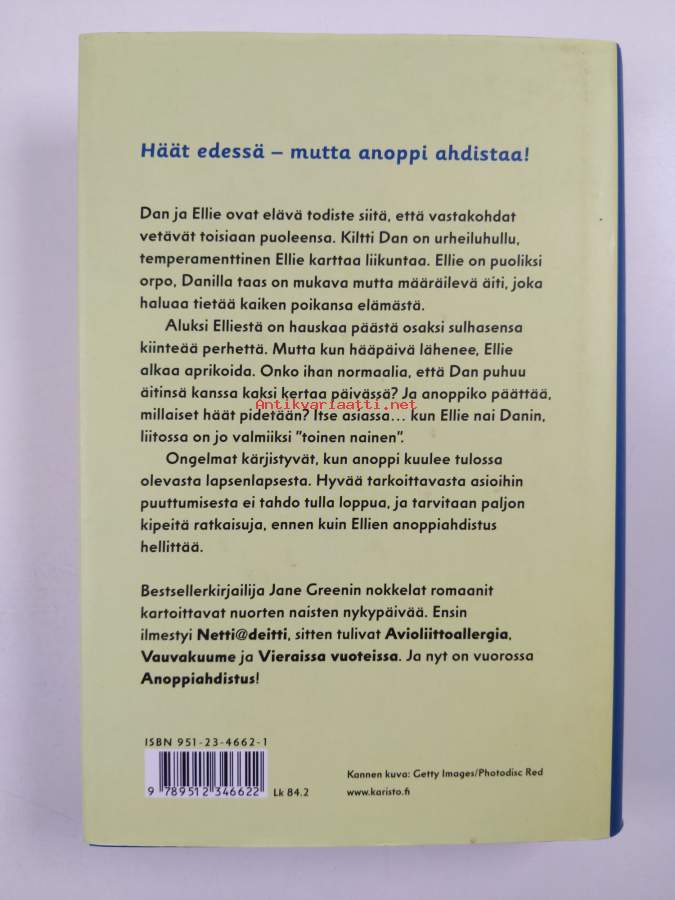 Häät edessä – mutta anoppi ahdistaa!
Dan ja Ellie ovat elävä todiste siitä, että vastakohdat
vetävät toisiaan puoleensa. Kiltti Dan on urheiluhullu,
temperamenttinen Ellie karttaa liikuntaa. Ellie on puoliksi
orpo, Danilla taas on mukava mutta määräilevä äiti, joka
haluaa tietää kaiken poikansa elämästä.
Aluksi Elliestä on hauskaa päästä osaksi sulhasensa
kiinteää perhettä. Mutta kun hääpäivä lähenee, Ellie
alkaa aprikoida. Onko ihan normaalia, että Dan puhuu
äitinsä kanssa kaksi kertaa päivässä? Ja anoppiko päättää,
Antikvariaatti.net
millaiset häät pidetään? Itse asiassa... kun Ellie nai Danin,
liitossa on jo valmiiksi "toinen nainen".
Ongelmat kärjistyvät, kun anoppi kuulee tulossa
olevasta lapsenlapsesta. Hyvää tarkoittavasta asioihin
puuttumisesta ei tahdo tulla loppua, ja tarvitaan paljon
kipeitä ratkaisuja, ennen kuin Ellien anoppiahdistus
hellittää.
Bestsellerkirjailija Jane Greenin nokkelat romaanit
kartoittavat nuorten naisten nykypäivää. Ensin
ilmestyi Netti@deitti, sitten tulivat Avioliittoallergia,
Vauvakuume ja Vieraissa vuoteissa. Ja nyt on vuorossa
Anoppiahdistus!
ISBN 951-23-4662-1
9 789512 346622
Lk 84.2
Kannen kuva: Getty Images/Photodisc Red
www.karisto.fi